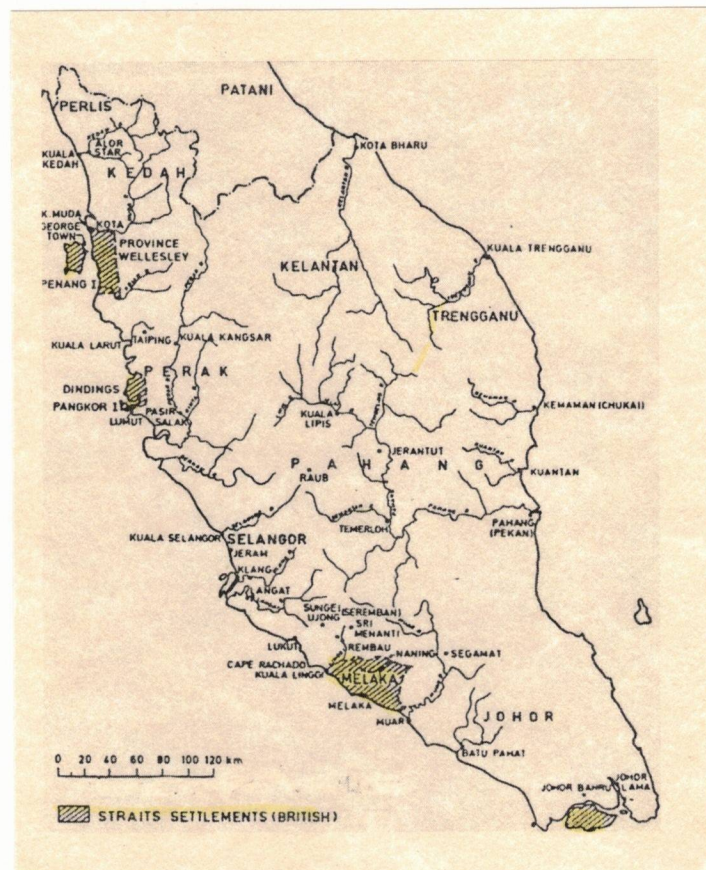 PATANI
PERLIS
KOTA BHARU
ALOR
STAR
KUALA
KEDAH
KEDAH
K.MUDA
KOTA
GEORGE
TOWN
PROVINCE
WELLESLEY
KUALA TRENGGANU
KELANTAN
PENANG I
TRENGGANU
KUALA LARUT
TAIPING
KUALA KANGSAR
PERAK
DINDINGS
PANGKOR I
PASIR
SALAK
LUMUT
KUALA
LIPIS
KEMAMAN (CHUKAI)
JERANTUT
PAHANG
RAUB
KUANTAN
TEMERLOH
PAHANG
(PEKAN)
KUALA SELANGOR
SELANGOR
JERAM
KLANG
LANGAT
SUNGEI
UJONG
(SEREMBAN)
SRI
MENANTI
LUKUT
REMBAU
NANING
SEGAMAT
CAPE RACHADO
KUALA LINGGI
MELAKA
MELAKA
MUAR
JOHOR
BATU PAHAT
0 20 40 60 80 100 120 km
JOHOR BAHRU
JOHOR
LAMA
STRAITS SETTLEMENTS (BRITISH)